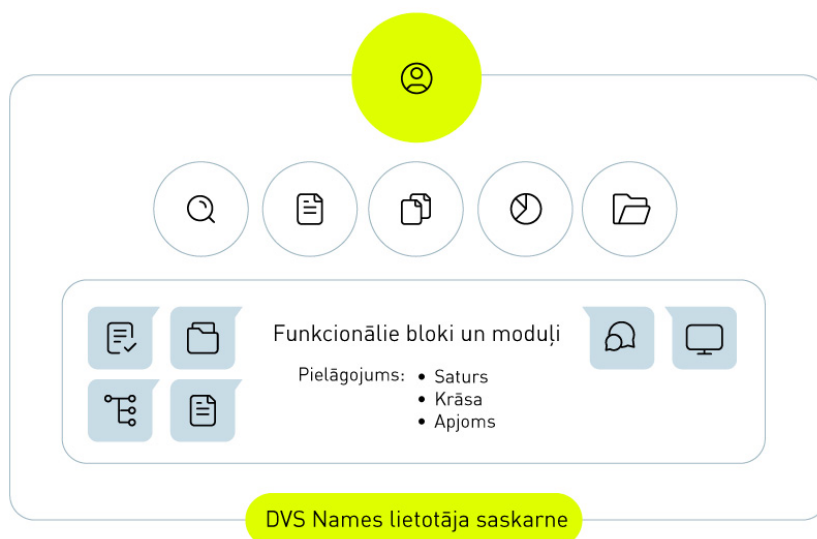 Funkcionālie bloki un moduļi
Pielāgojums: • Saturs
• Krāsa
• Apjoms
DVS Names lietotāja saskarne